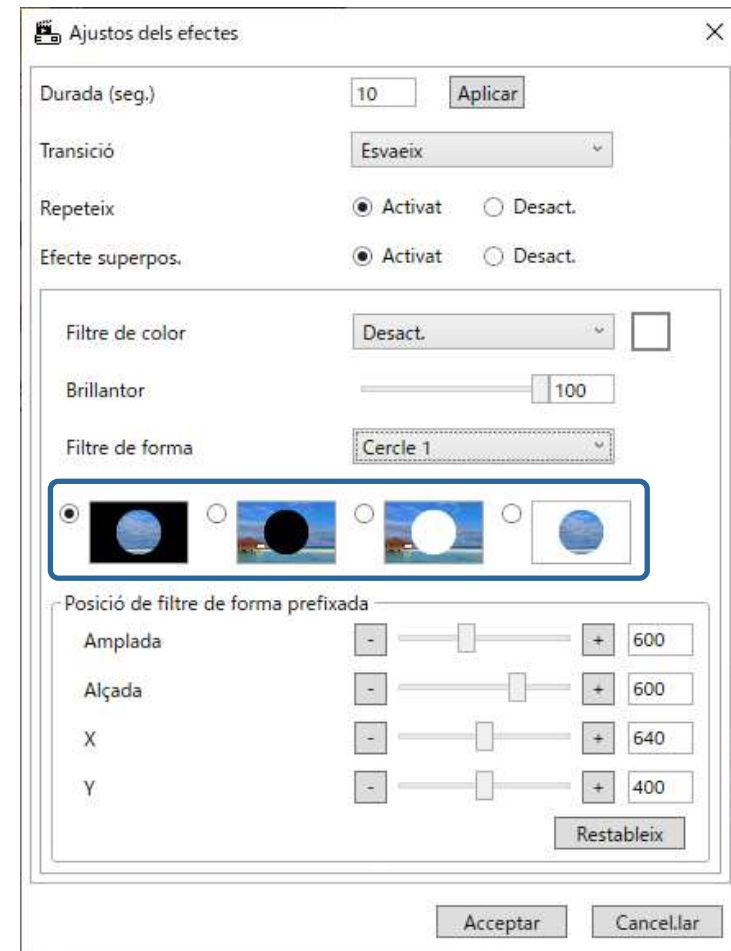 Ajustos dels efectes
Durada (seg.) 10 Aplicar
Transició Esvaeix
Repeteix Activat Desact.
Efecte superpos. Activat Desact.
Filtre de color Desact.
Brillantor 100
Filtre de forma Cercle 1
Posició de filtre de forma prefixada
Amplada - + 600
Alçada - + 600
X - + 640
Y - + 400
Restableix
Acceptar Cancel.lar